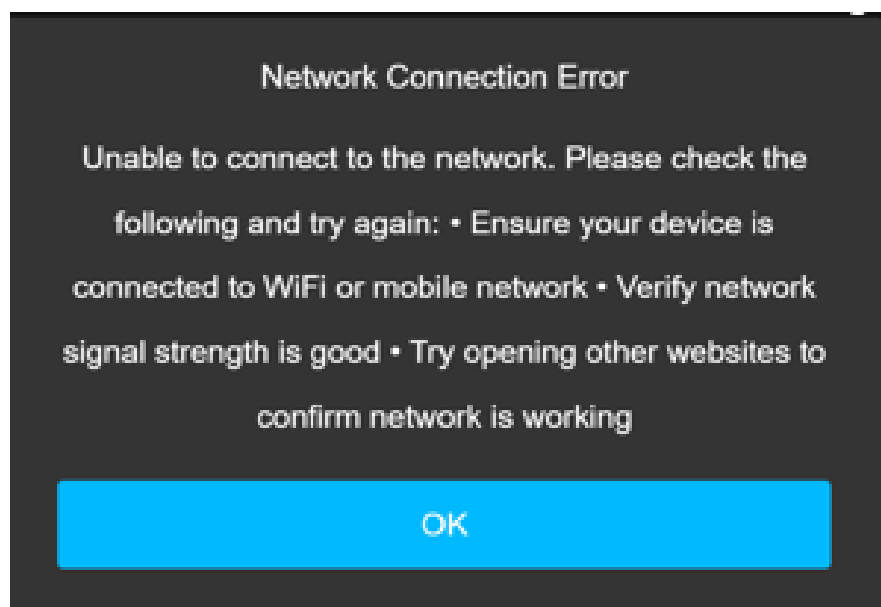 Network Connection Error
Unable to connect to the network. Please check the
following and try again: • Ensure your device is
connected to WiFi or mobile network • Verify network
signal strength is good • Try opening other websites to
confirm network is working
OK